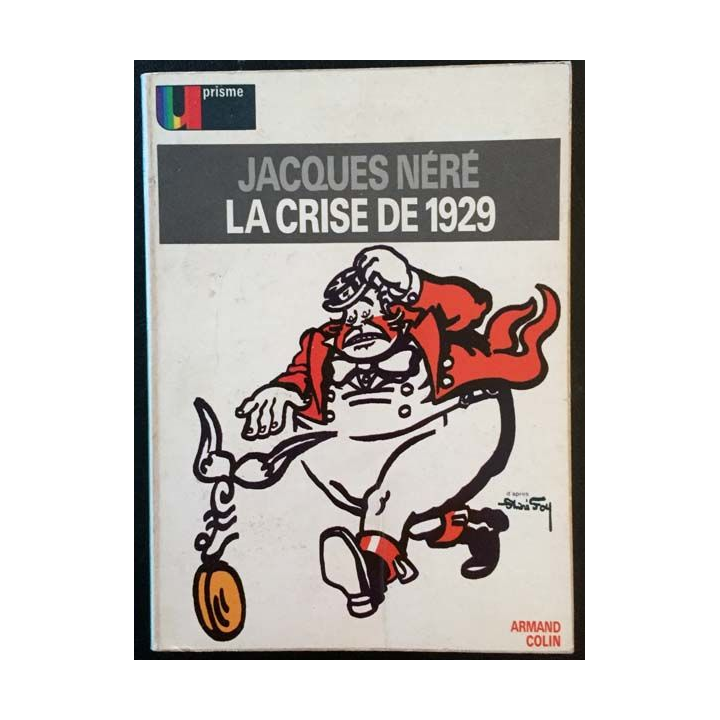 u prisme
JACQUES NÉRÉ
LA CRISE DE 1929
d'après
ARMAND
COLIN